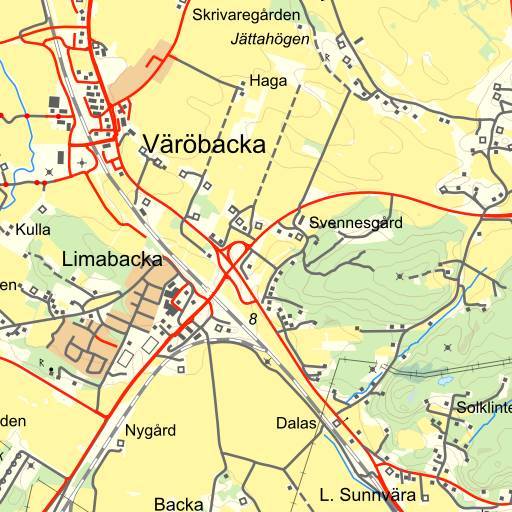 Skrivaregården
Jättahögen
Haga
R
Väröbacka
Kulla
Svennesgård
Limabacka
en
8
R
Solklinte
den
Nygård
Dalas
k
L. Sunnvära
Backa